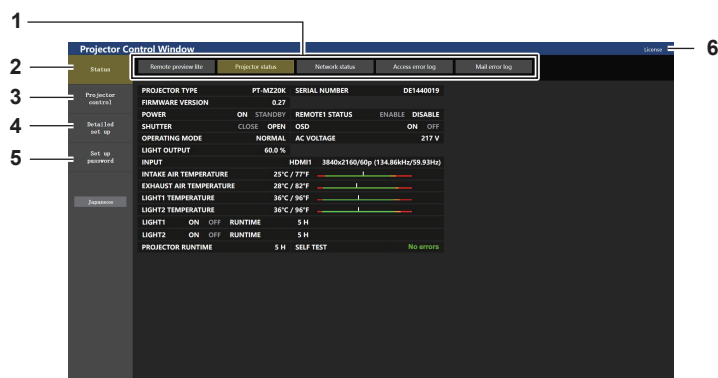 1
Projector Control Window
License
6
2
Status
Remote preview lite
Projector status
Network status
Access error log
Mail error log
3
Projector
control
4
Detailed
set up
5
Set up
password
Japanese
PROJECTOR TYPE PT-MZ20K SERIAL NUMBER DE1440019
FIRMWARE VERSION 0.27
POWER ON STANDBY REMOTE1 STATUS ENABLE DISABLE
SHUTTER CLOSE OPEN OSD ON OFF
OPERATING MODE NORMAL AC VOLTAGE 217 V
LIGHT OUTPUT 60.0 %
INPUT HDMI1 3840x2160/60p (134.86kHz/59.93Hz)
INTAKE AIR TEMPERATURE 25°C / 77°F
EXHAUST AIR TEMPERATURE 28°C / 82°F
LIGHT1 TEMPERATURE 36°C / 96°F
LIGHT2 TEMPERATURE 36°C / 96°F
LIGHT1 ON OFF RUNTIME 5 H
LIGHT2 ON OFF RUNTIME 5 H
PROJECTOR RUNTIME 5 H SELF TEST No errors